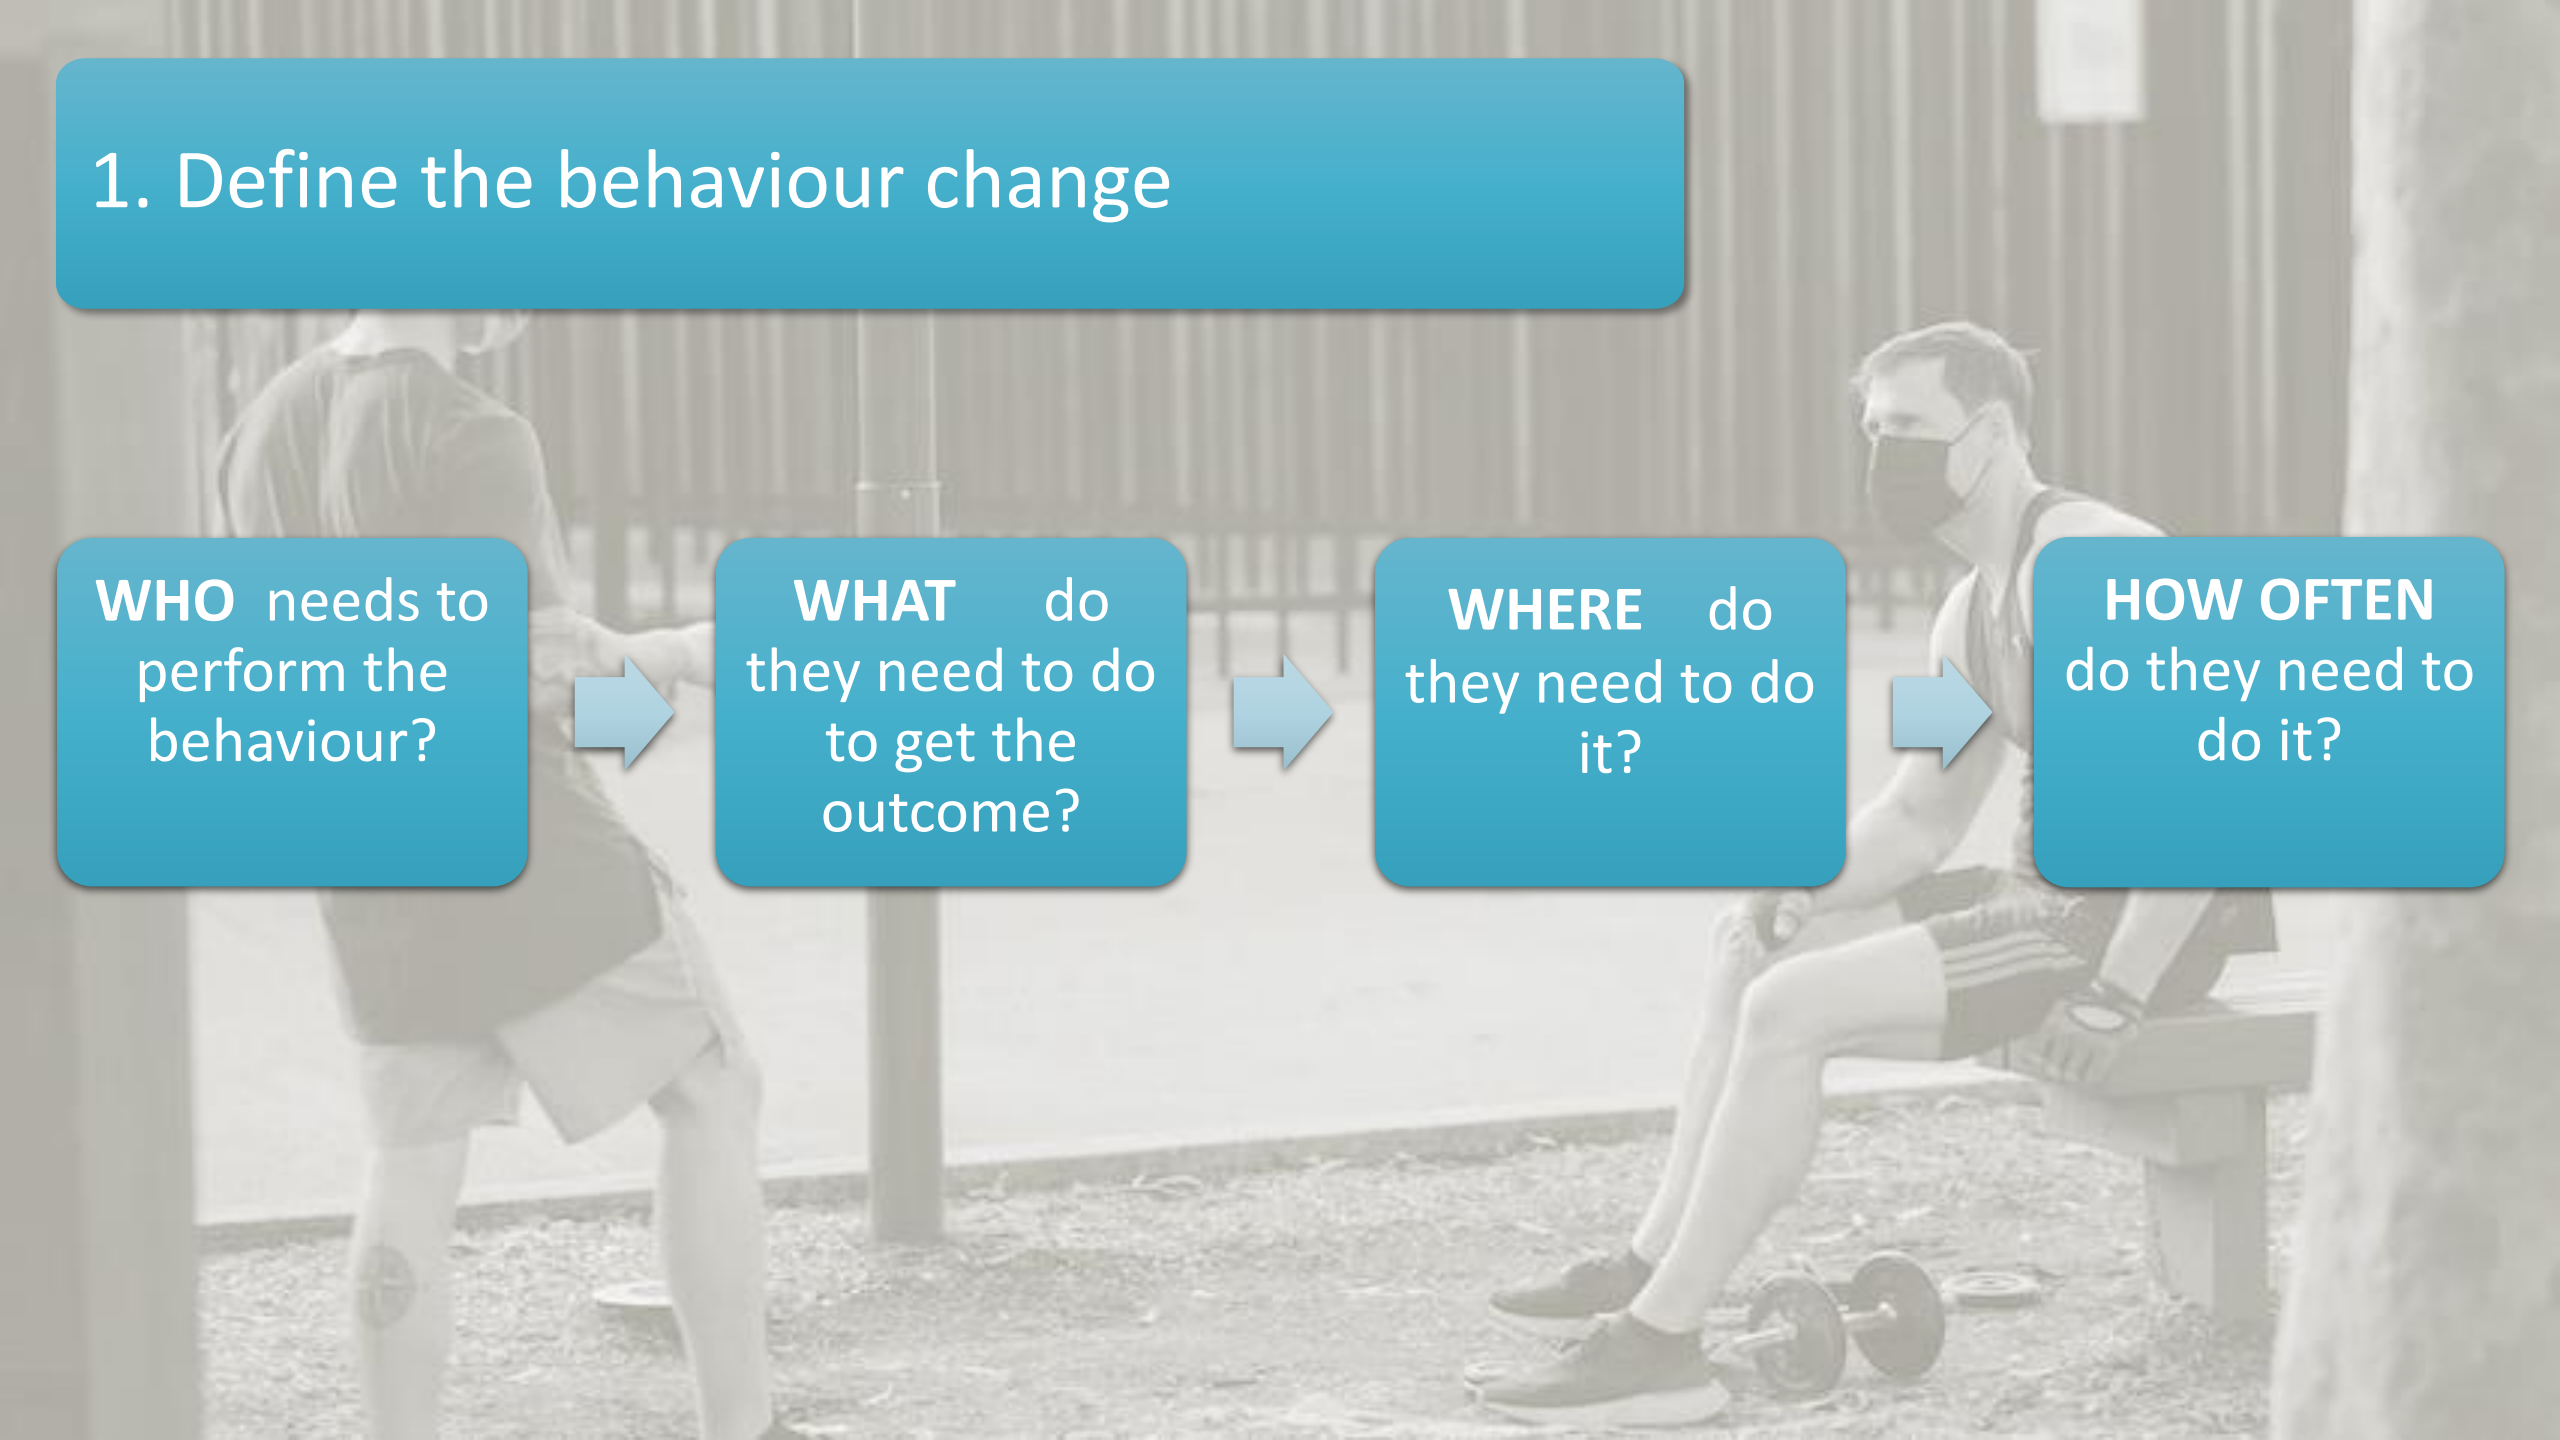 1. Define the behaviour change
WHO needs to
perform the
behaviour?
WHAT do
they need to do
to get the
outcome?
WHERE do
they need to do
it?
HOW OFTEN
do they need to
do it?